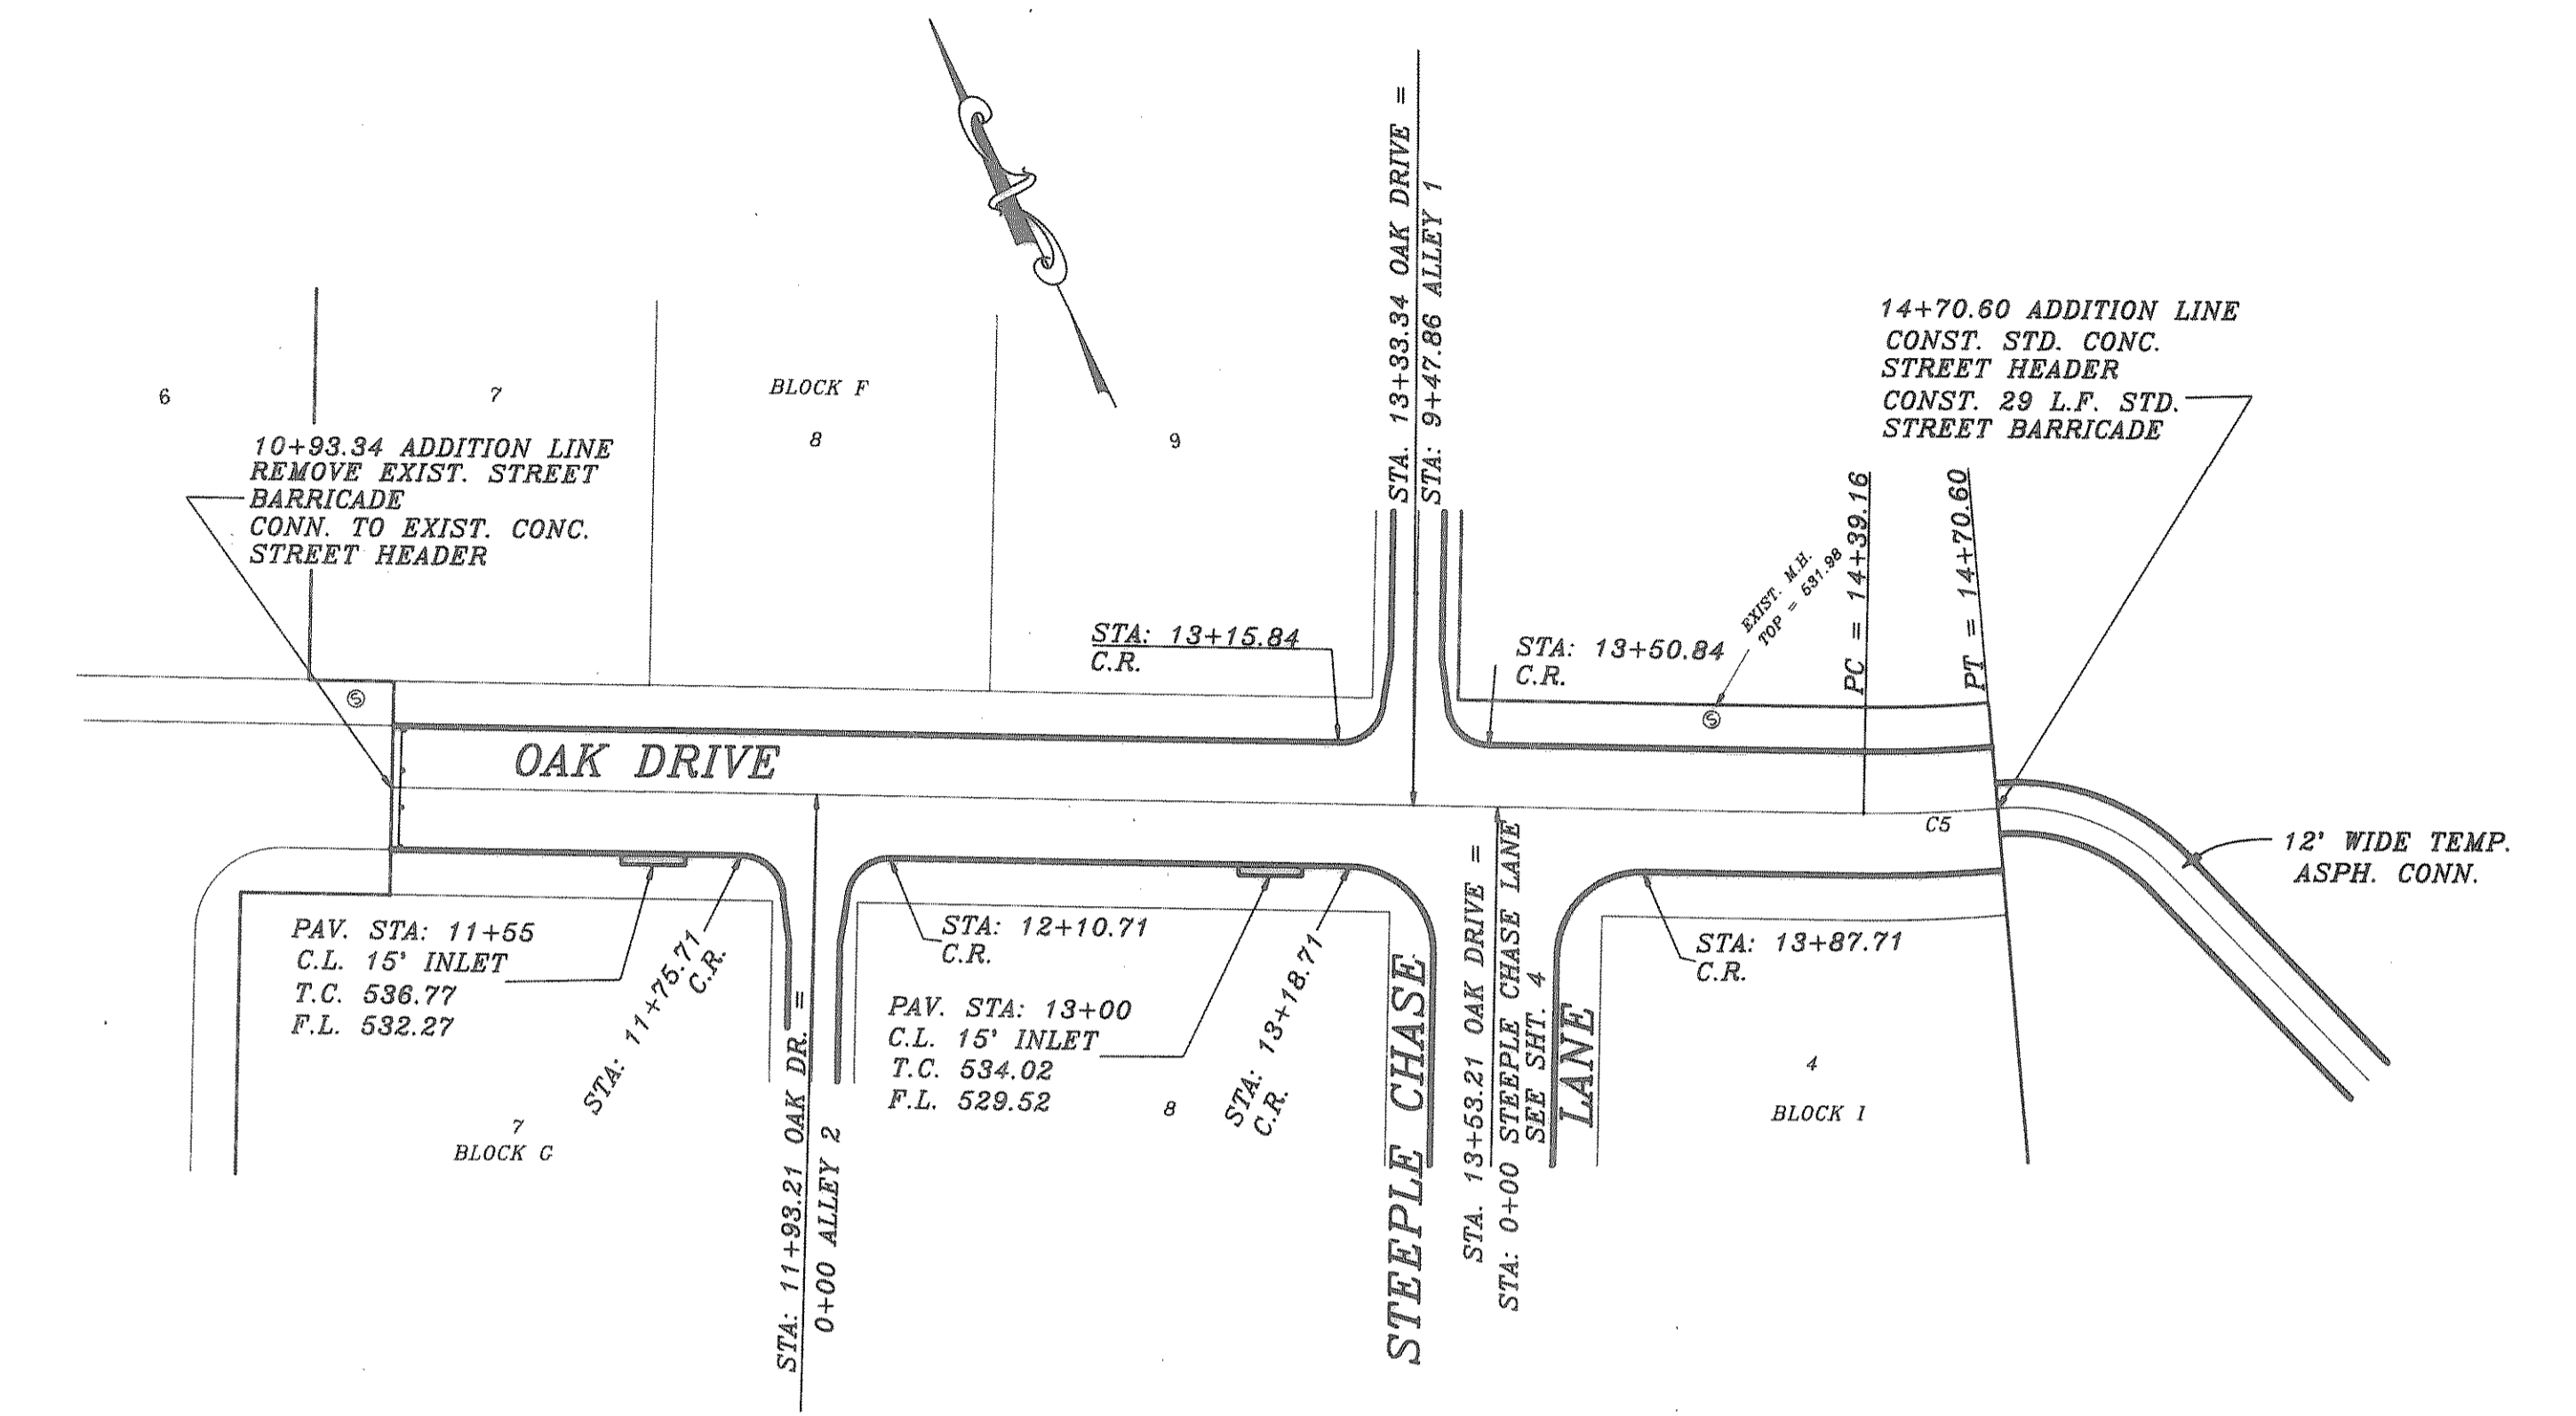 STA. 13+33.34 OAK DRIVE =
STA: 9+47.86 ALLEY 1
14+70.60 ADDITION LINE
CONST. STD. CONC.
STREET HEADER
CONST. 29 L.F. STD.
STREET BARRICADE
6
7
BLOCK F
8
9
10+93.34 ADDITION LINE
REMOVE EXIST. STREET
BARRICADE
CONN. TO EXIST. CONC.
STREET HEADER
EXIST. M.H.
TOP = 531.98
PC = 14+39.16
PT = 14+70.60
STA: 13+15.84
C.R.
STA: 13+50.84
C.R.
S
S
OAK DRIVE
C5
12' WIDE TEMP.
ASPH. CONN.
PAV. STA: 11+55
C.L. 15' INLET
T.C. 536.77
F.L. 532.27
STA: 11+75.71
C.R.
STA: 12+10.71
C.R.
PAV. STA: 13+00
C.L. 15' INLET
T.C. 534.02
F.L. 529.52
STA: 13+18.71
C.R.
STA: 13+87.71
C.R.
7
BLOCK G
STA: 11+93.21 OAK DR. =
0+00 ALLEY 2
8
STEEPLE CHASE
STA. 13+53.21 OAK DRIVE =
STA: 0+00 STEEPLE CHASE LANE
SEE SHT. 4
LANE
4
BLOCK I